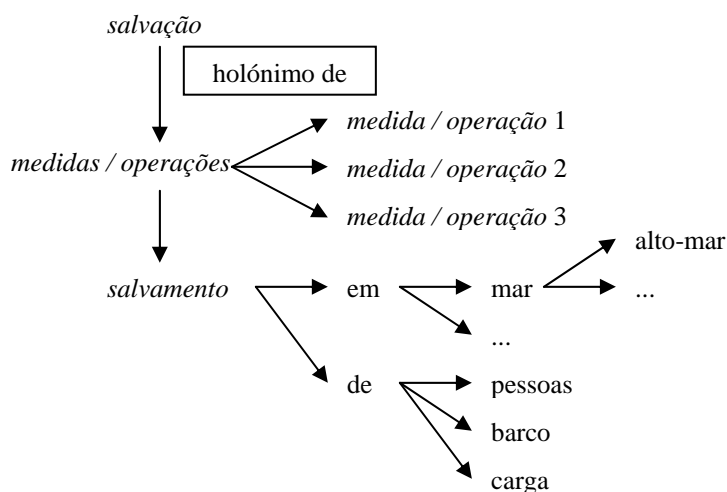 salvação
holónimo de
medida / operação 1
medidas / operações
medida / operação 2
medida / operação 3
alto-mar
salvamento
em
mar
...
...
de
pessoas
barco
carga